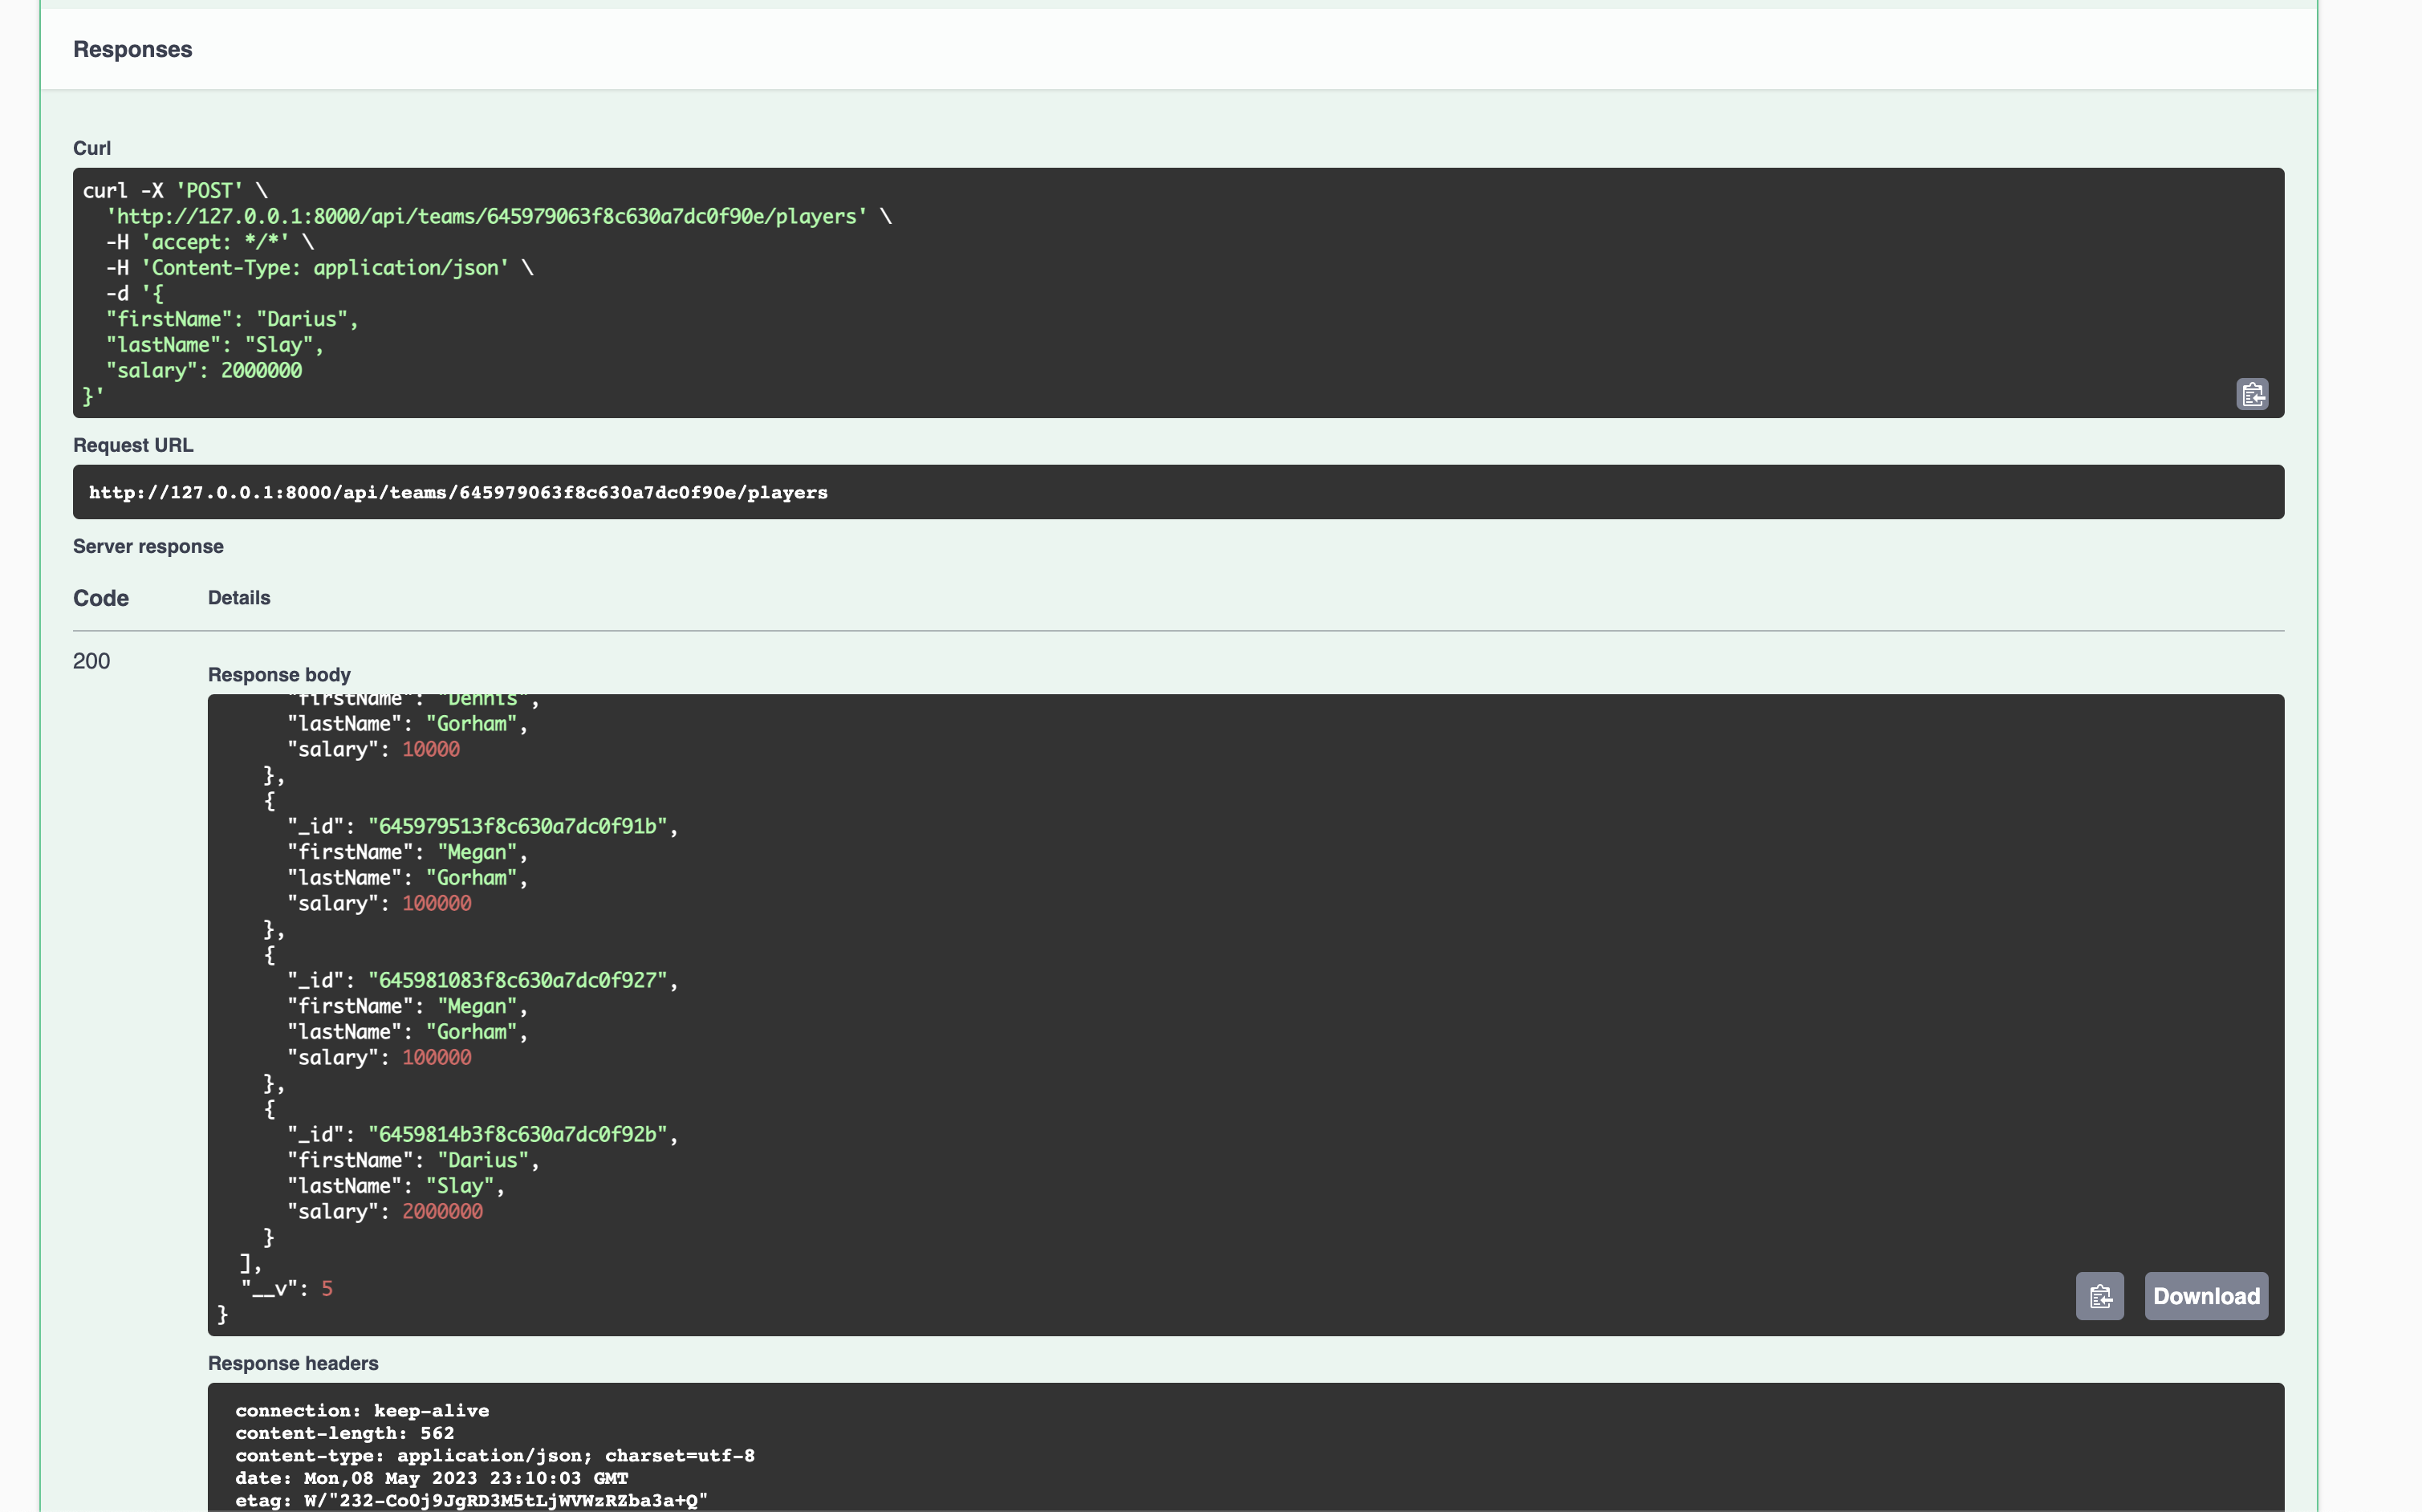 Responses
Curl
curl -X 'POST' \
  'http://127.0.0.1:8000/api/teams/645979063f8c630a7dc0f90e/players' \
  -H 'accept: */*' \
  -H 'Content-Type: application/json' \
  -d '{
  "firstName": "Darius",
  "lastName": "Slay",
  "salary": 2000000
}'
Request URL
http://127.0.0.1:8000/api/teams/645979063f8c630a7dc0f90e/players
Server response
Code Details
200
Response body
      "firstName": "Dennis",
      "lastName": "Gorham",
      "salary": 10000
    },
    {
      "_id": "645979513f8c630a7dc0f91b",
      "firstName": "Megan",
      "lastName": "Gorham",
      "salary": 100000
    },
    {
      "_id": "645981083f8c630a7dc0f927",
      "firstName": "Megan",
      "lastName": "Gorham",
      "salary": 100000
    },
    {
      "_id": "6459814b3f8c630a7dc0f92b",
      "firstName": "Darius",
      "lastName": "Slay",
      "salary": 2000000
    }
  ],
  "__v": 5
}
Download
Response headers
connection: keep-alive
content-length: 562
content-type: application/json; charset=utf-8
date: Mon,08 May 2023 23:10:03 GMT
etag: W/"232-Co0j9JgRD3M5tLjWVWzRZba3a+Q"